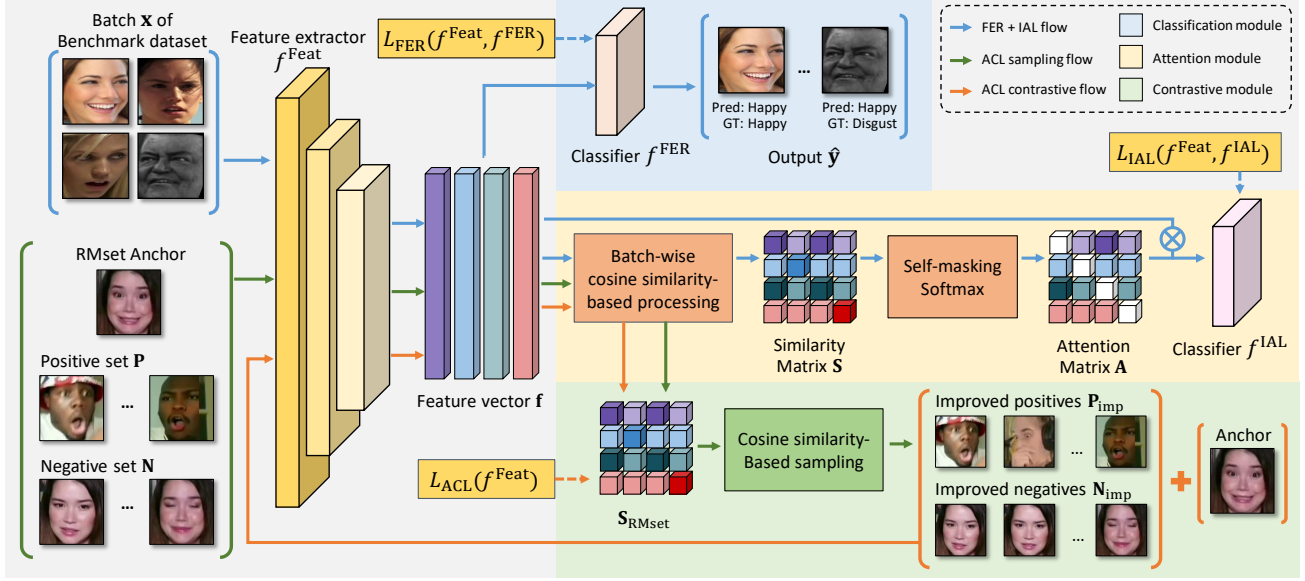 Batch x of
Benchmark dataset
Feature extractor
f^Feat
L_FER(f^Feat, f^FER)
Classifier f^FER
...
Pred: Happy
GT: Happy
Pred: Happy
GT: Disgust
Output ŷ
FER + IAL flow
ACL sampling flow
ACL contrastive flow
Classification module
Attention module
Contrastive module
L_IAL(f^Feat, f^IAL)
RMset Anchor
Positive set P
...
Negative set N
...
Feature vector f
Batch-wise
cosine similarity-
based processing
Similarity
Matrix S
Self-masking
Softmax
Attention
Matrix A
Classifier f^IAL
L_ACL(f^Feat)
S_RMset
Cosine similarity-
Based sampling
Improved positives P_imp
...
Improved negatives N_imp
...
Anchor